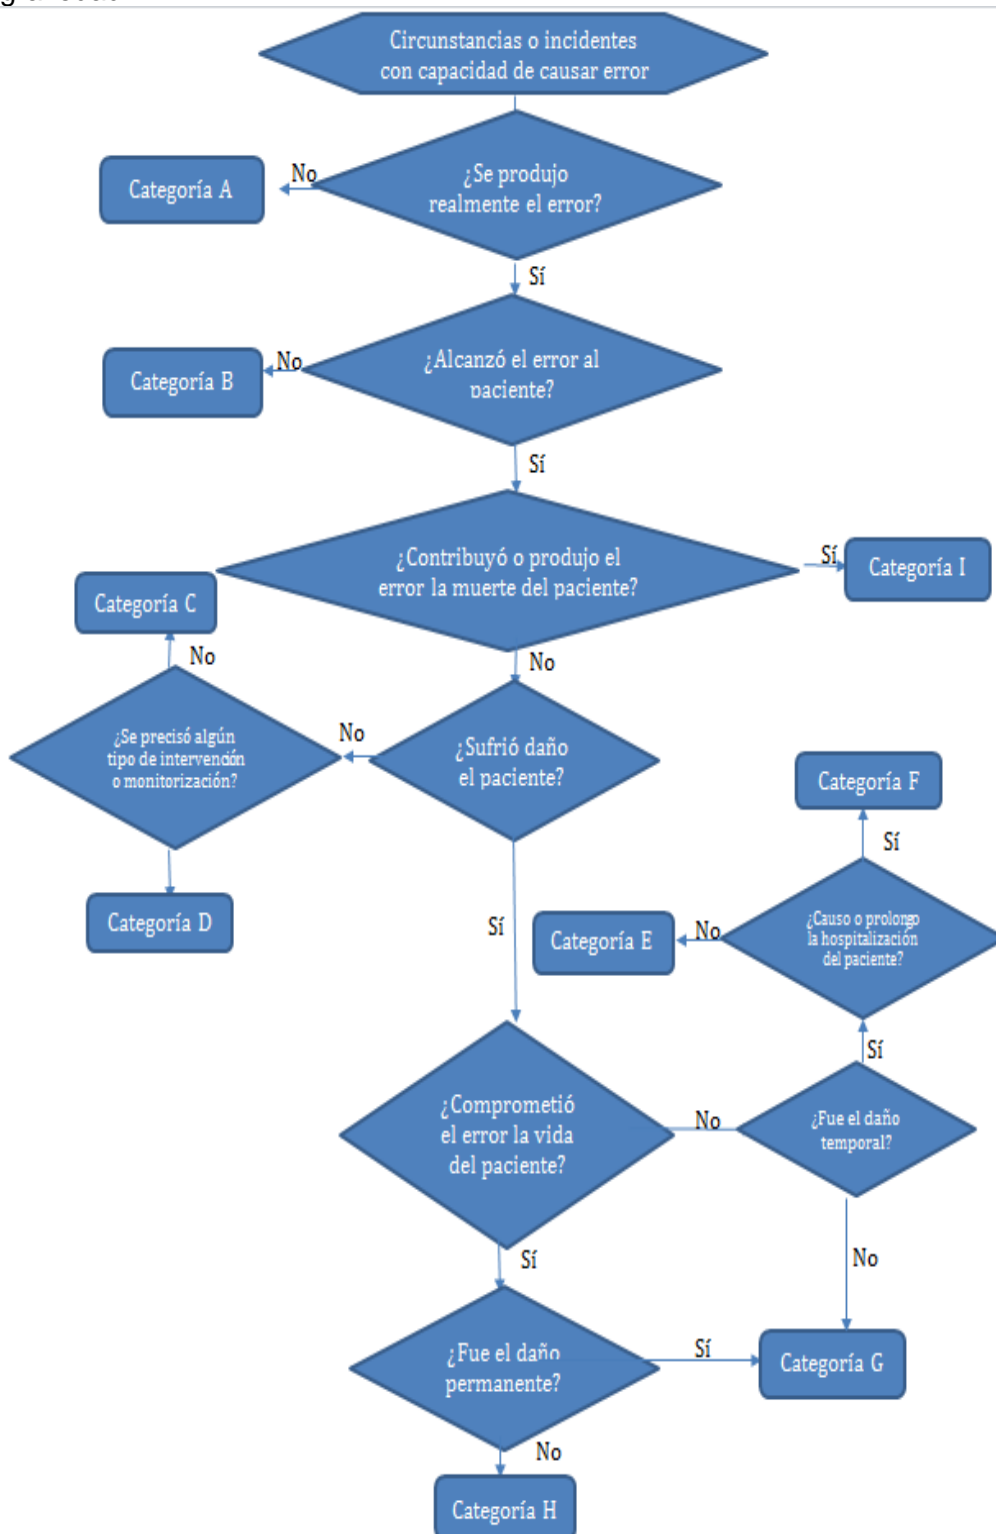 Circunstancias o incidentes
con capacidad de causar error
¿Se produjo
realmente el error?
No
Categoría A
Sí
¿Alcanzó el error al
paciente?
No
Categoría B
Sí
¿Contribuyó o produjo el
error la muerte del paciente?
Sí
Categoría I
No
¿Sufrió daño
el paciente?
No
¿Se precisó algún
tipo de intervención
o monitorización?
No
Categoría C
Categoría D
Sí
¿Comprometió
el error la vida
del paciente?
No
¿Fue el daño
temporal?
Sí
¿Causo o prolongo
la hospitalización
del paciente?
No
Categoría E
Sí
Categoría F
No
Categoría G
Sí
¿Fue el daño
permanente?
Sí
No
Categoría H